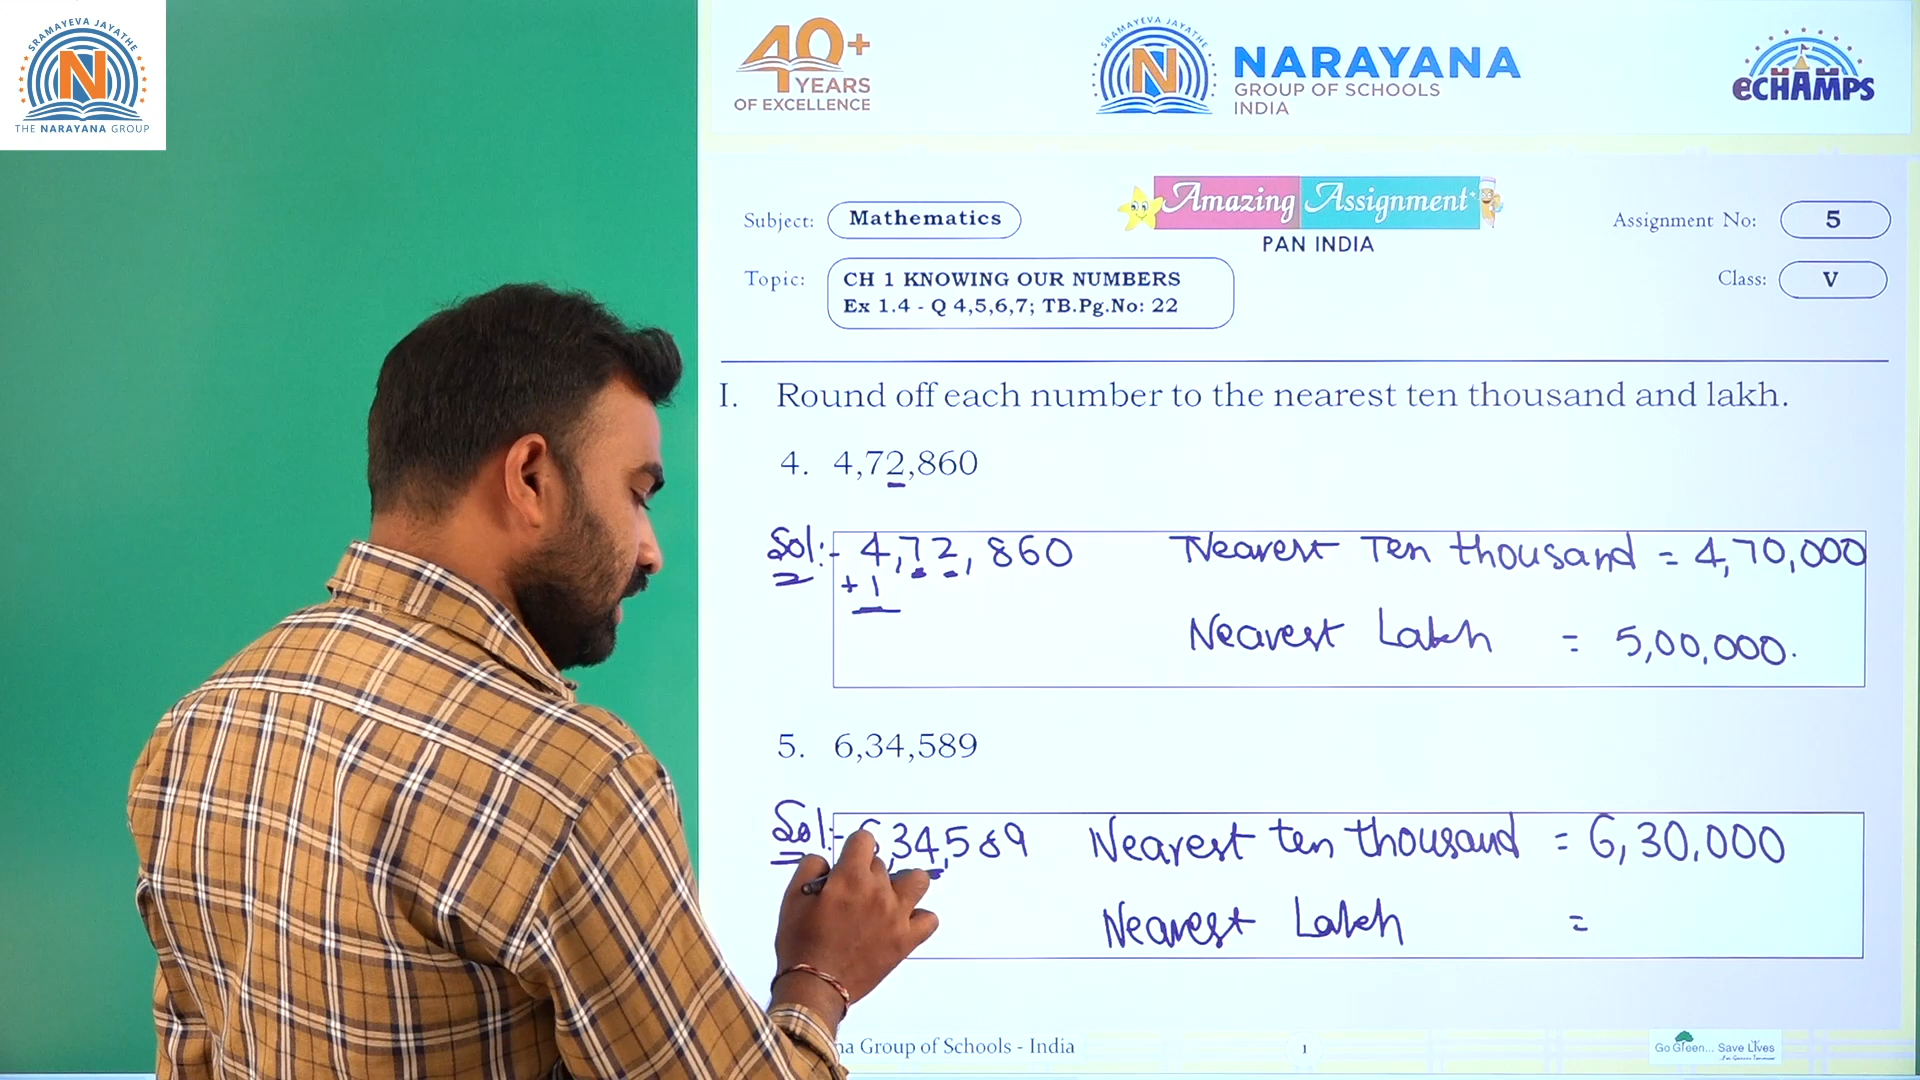 SRAMAYEVA JAYATHE
N
THE NARAYANA GROUP
40+
YEARS
OF EXCELLENCE
SRAMAYEVA JAYATHE
N
NARAYANA
GROUP OF SCHOOLS
INDIA
eCHAMPS
Amazing Assignment
PAN INDIA
Subject: Mathematics
Assignment No: 5
Topic: CH 1 KNOWING OUR NUMBERS
Ex 1.4 - Q 4,5,6,7; TB.Pg.No: 22
Class: V
I. Round off each number to the nearest ten thousand and lakh.
4. 4,72,860
Sol:- 4,72,860 Nearest Ten thousand = 4,70,000
+1
Nearest Lakh = 5,00,000.
5. 6,34,589
Sol:- 6,34,589 Nearest ten thousand = 6,30,000
Nearest Lakh =
Group of Schools - India
1
Go Green... Save Lives